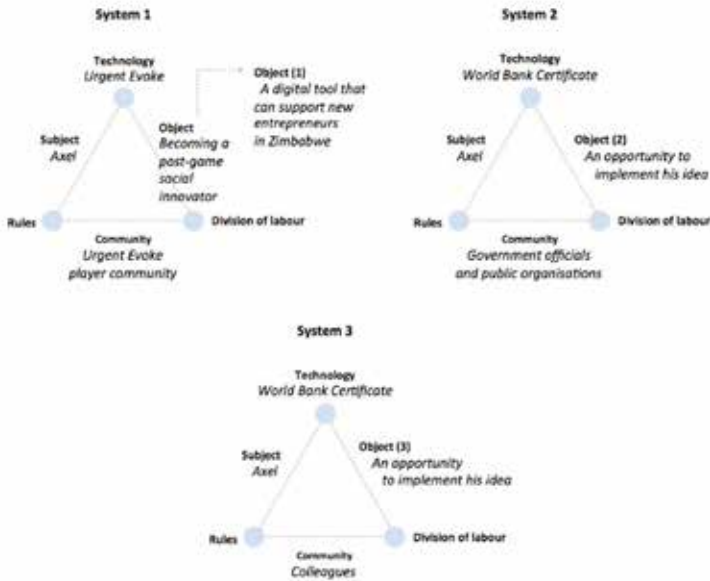 System 1
Technology
Urgent Evoke
Object (1)
A digital tool that
can support new
entrepreneurs
in Zimbabwe
Subject
Axel
Object
Becoming a
post-game
social
innovator
Rules
Division of labour
Community
Urgent Evoke
player community
System 2
Technology
World Bank Certificate
Subject
Axel
Object (2)
An opportunity to
implement his idea
Rules
Division of labour
Community
Government officials
and public organisations
System 3
Technology
World Bank Certificate
Subject
Axel
Object (3)
An opportunity
to implement his idea
Rules
Division of labour
Community
Colleagues